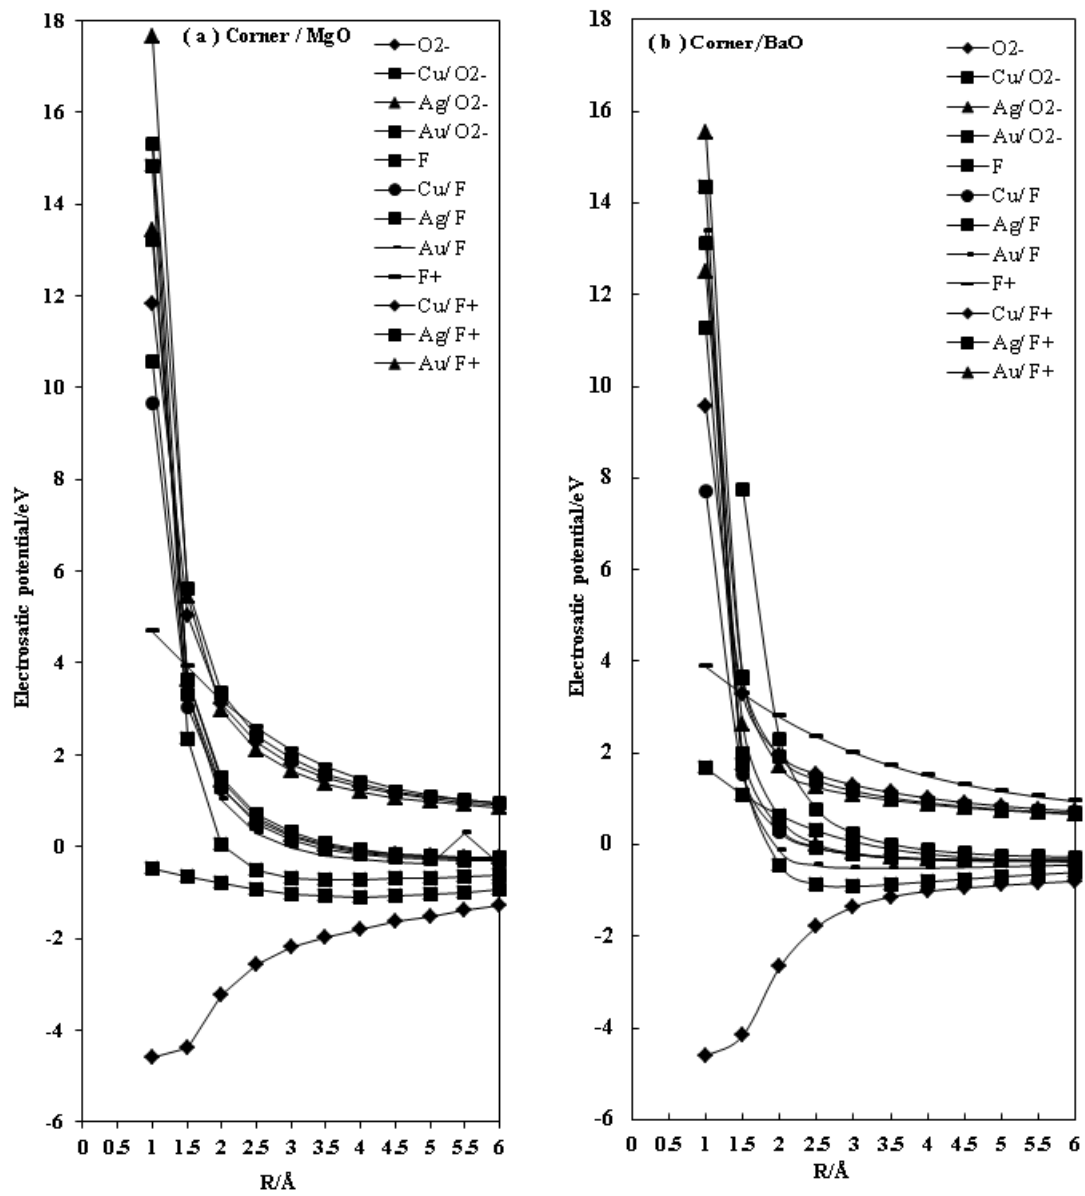 ( a ) Corner / MgO
O2-
Cu/ O2-
Ag/ O2-
Au/ O2-
F
Cu/ F
Ag/ F
Au/ F
F+
Cu/ F+
Ag/ F+
Au/ F+
18
16
14
12
10
8
6
4
2
0
-2
-4
-6
Electrosatic potential/eV
0 0.5 1 1.5 2 2.5 3 3.5 4 4.5 5 5.5 6
R/Å
( b ) Corner/BaO
O2-
Cu/ O2-
Ag/ O2-
Au/ O2-
F
Cu/ F
Ag/ F
Au/ F
F+
Cu/ F+
Ag/ F+
Au/ F+
18
16
14
12
10
8
6
4
2
0
-2
-4
-6
Electrosatic potential/eV
0 0.5 1 1.5 2 2.5 3 3.5 4 4.5 5 5.5 6
R/Å